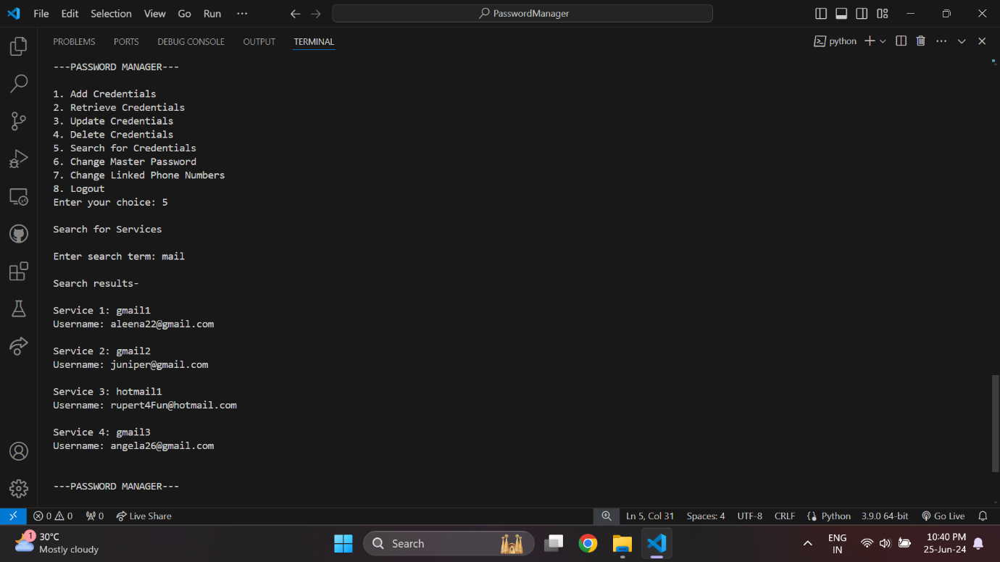 File Edit Selection View Go Run ··· PasswordManager
PROBLEMS PORTS DEBUG CONSOLE OUTPUT TERMINAL python
---PASSWORD MANAGER---
1. Add Credentials
2. Retrieve Credentials
3. Update Credentials
4. Delete Credentials
5. Search for Credentials
6. Change Master Password
7. Change Linked Phone Numbers
8. Logout
Enter your choice: 5
Search for Services
Enter search term: mail
Search results-
Service 1: gmail1
Username: aleena22@gmail.com
Service 2: gmail2
Username: juniper@gmail.com
Service 3: hotmail1
Username: rupert4Fun@hotmail.com
Service 4: gmail3
Username: angela26@gmail.com
---PASSWORD MANAGER---
0 0 0 Live Share Ln 5, Col 31 Spaces: 4 UTF-8 CRLF Python 3.9.0 64-bit Go Live
1 30°C Search ENG 10:40 PM
Mostly cloudy IN 25-Jun-24